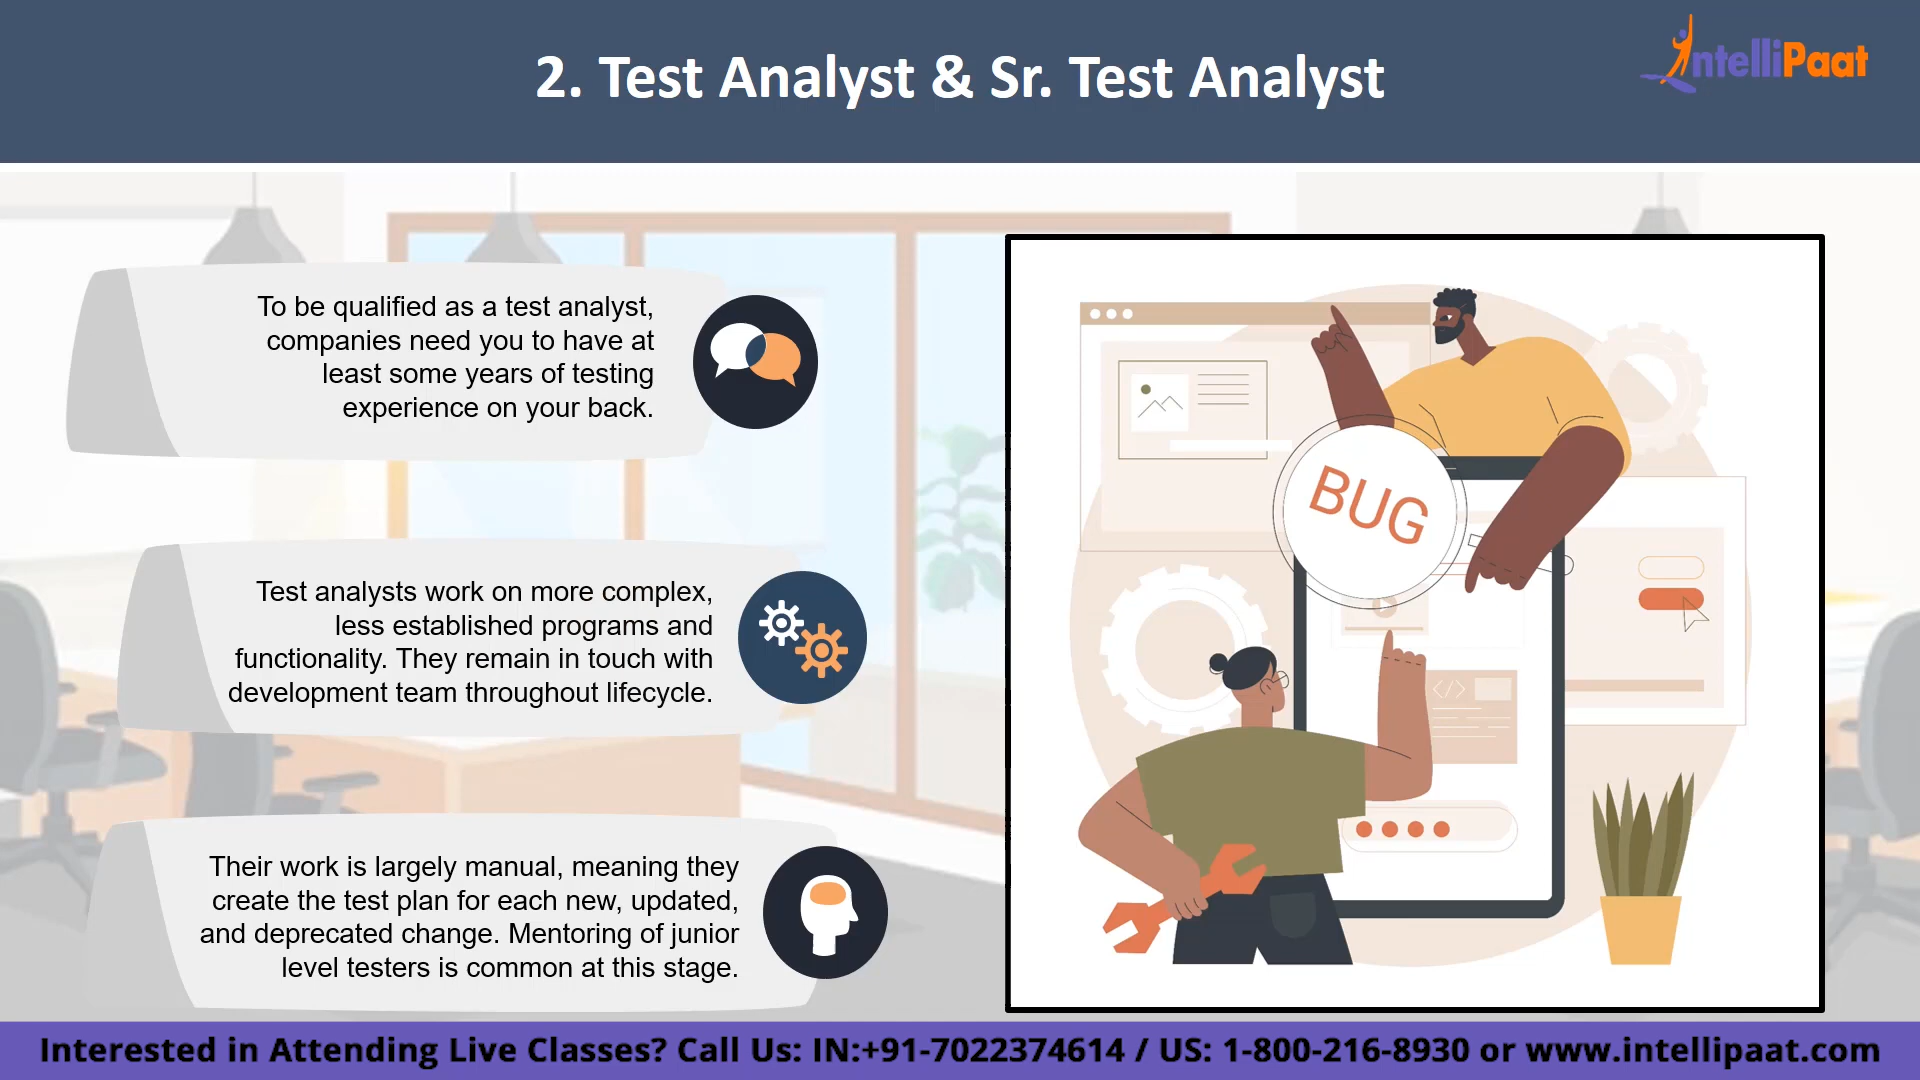 2. Test Analyst & Sr. Test Analyst
IntelliPaat
To be qualified as a test analyst,
companies need you to have at
least some years of testing
experience on your back.
Test analysts work on more complex,
less established programs and
functionality. They remain in touch with
development team throughout lifecycle.
Their work is largely manual, meaning they
create the test plan for each new, updated,
and deprecated change. Mentoring of junior
level testers is common at this stage.
BUG
</>
Interested in Attending Live Classes? Call Us: IN:+91-7022374614 / US: 1-800-216-8930 or www.intellipaat.com